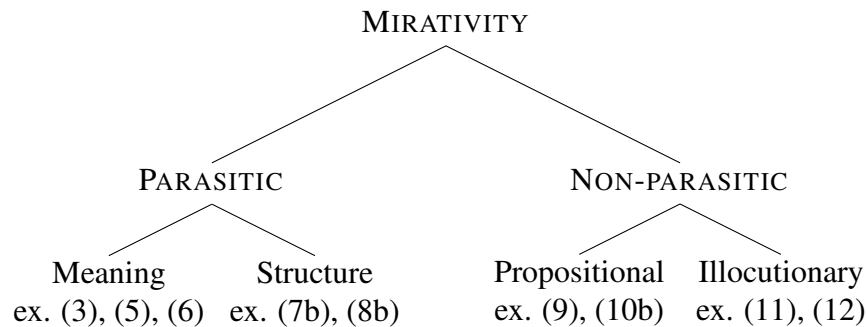 MIRATIVITY
PARASITIC NON-PARASITIC
Meaning Structure Propositional Illocutionary
ex. (3), (5), (6) ex. (7b), (8b) ex. (9), (10b) ex. (11), (12)